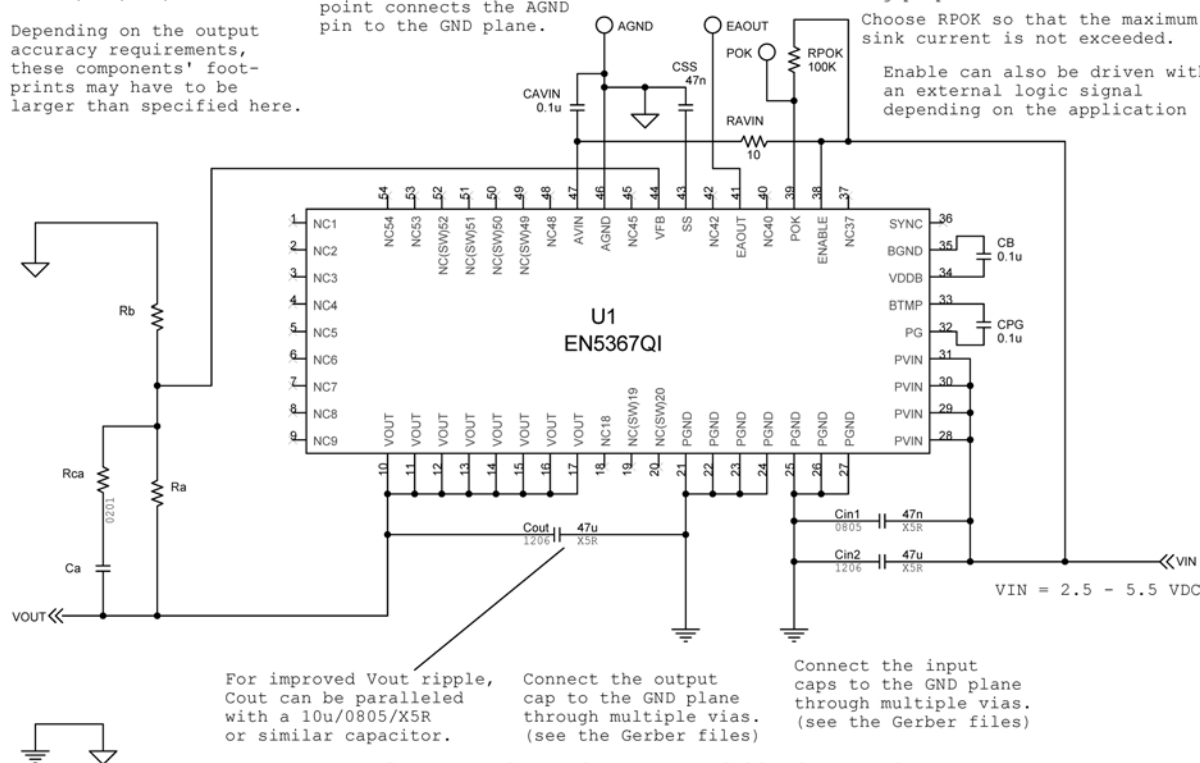 point connects the AGND
pin to the GND plane.
Depending on the output
accuracy requirements,
these components' foot-
prints may have to be
larger than specified here.
Choose RPOK so that the maximum
sink current is not exceeded.
Enable can also be driven with
an external logic signal
depending on the application
AGND
EAOUT
POK
RPOK
100K
CSS
47n
CAVIN
0.1u
RAVIN
10
54
53
52
51
50
49
48
47
46
45
44
43
42
41
40
39
38
37
NC54
NC53
NC(SW)52
NC(SW)51
NC(SW)50
NC(SW)49
NC48
AVIN
AGND
NC45
VFB
SS
NC42
EAOUT
NC40
POK
ENABLE
NC37
1 NC1
2 NC2
3 NC3
4 NC4
5 NC5
6 NC6
7 NC7
8 NC8
9 NC9
U1
EN5367QI
SYNC 36
BGND 35
VDDB 34
BTMP 33
PG 32
PVIN 31
PVIN 30
PVIN 29
PVIN 28
CB
0.1u
CPG
0.1u
VOUT
VOUT
VOUT
VOUT
VOUT
VOUT
VOUT
VOUT
NC18
NC(SW)19
NC(SW)20
PGND
PGND
PGND
PGND
PGND
PGND
PGND
10
11
12
13
14
15
16
17
18
19
20
21
22
23
24
25
26
27
Rb
Rca
0201
Ra
Ca
VOUT
Cout 47u
1206 X5R
Cin1 47n
0805 X5R
Cin2 47u
1206 X5R
VIN
VIN = 2.5 - 5.5 VDC
For improved Vout ripple,
Cout can be paralleled
with a 10u/0805/X5R
or similar capacitor.
Connect the output
cap to the GND plane
through multiple vias.
(see the Gerber files)
Connect the input
caps to the GND plane
through multiple vias.
(see the Gerber files)